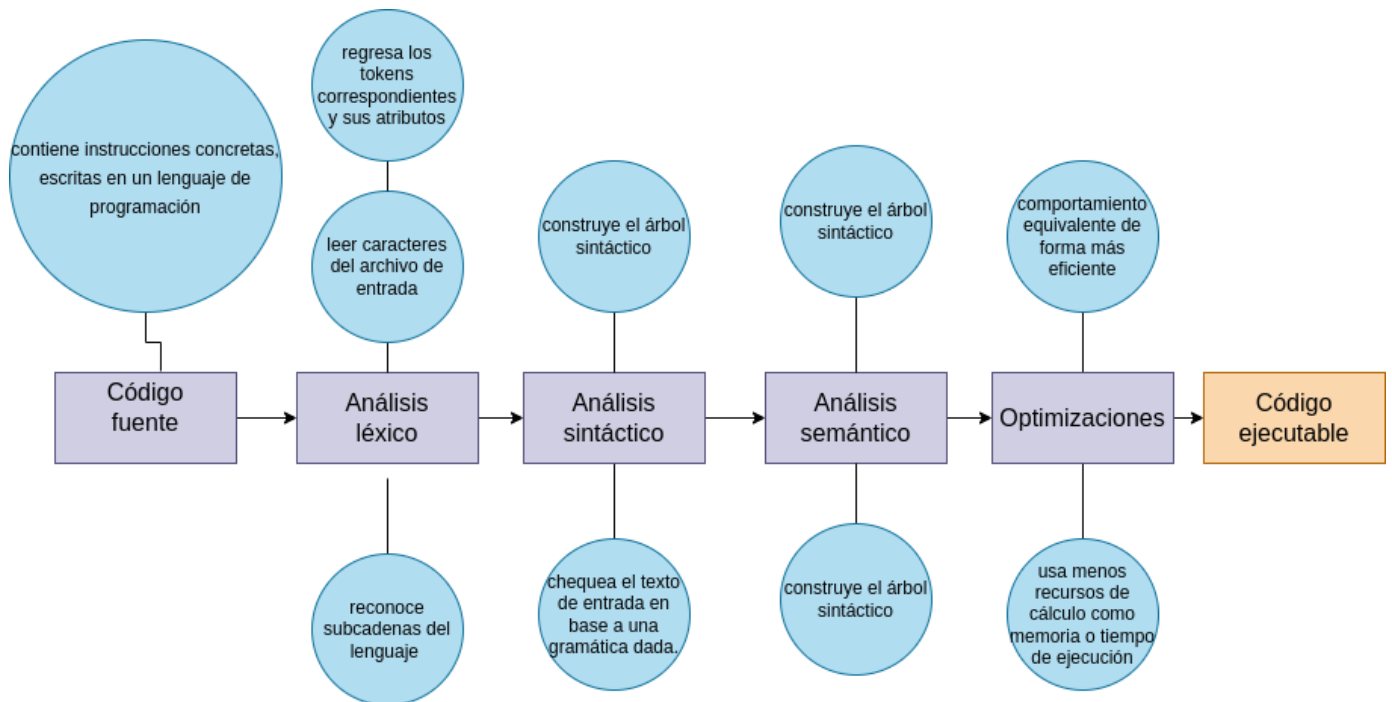 regresa los
tokens
correspondientes
y sus atributos
contiene instrucciones concretas,
escritas en un lenguaje de
programación
leer caracteres
del archivo de
entrada
construye el árbol
sintáctico
construye el árbol
sintáctico
comportamiento
equivalente de
forma más
eficiente
Código
fuente
Análisis
léxico
Análisis
sintáctico
Análisis
semántico
Optimizaciones
Código
ejecutable
reconoce
subcadenas del
lenguaje
chequea el texto
de entrada en
base a una
gramática dada.
construye el árbol
sintáctico
usa menos
recursos de
cálculo como
memoria o tiempo
de ejecución